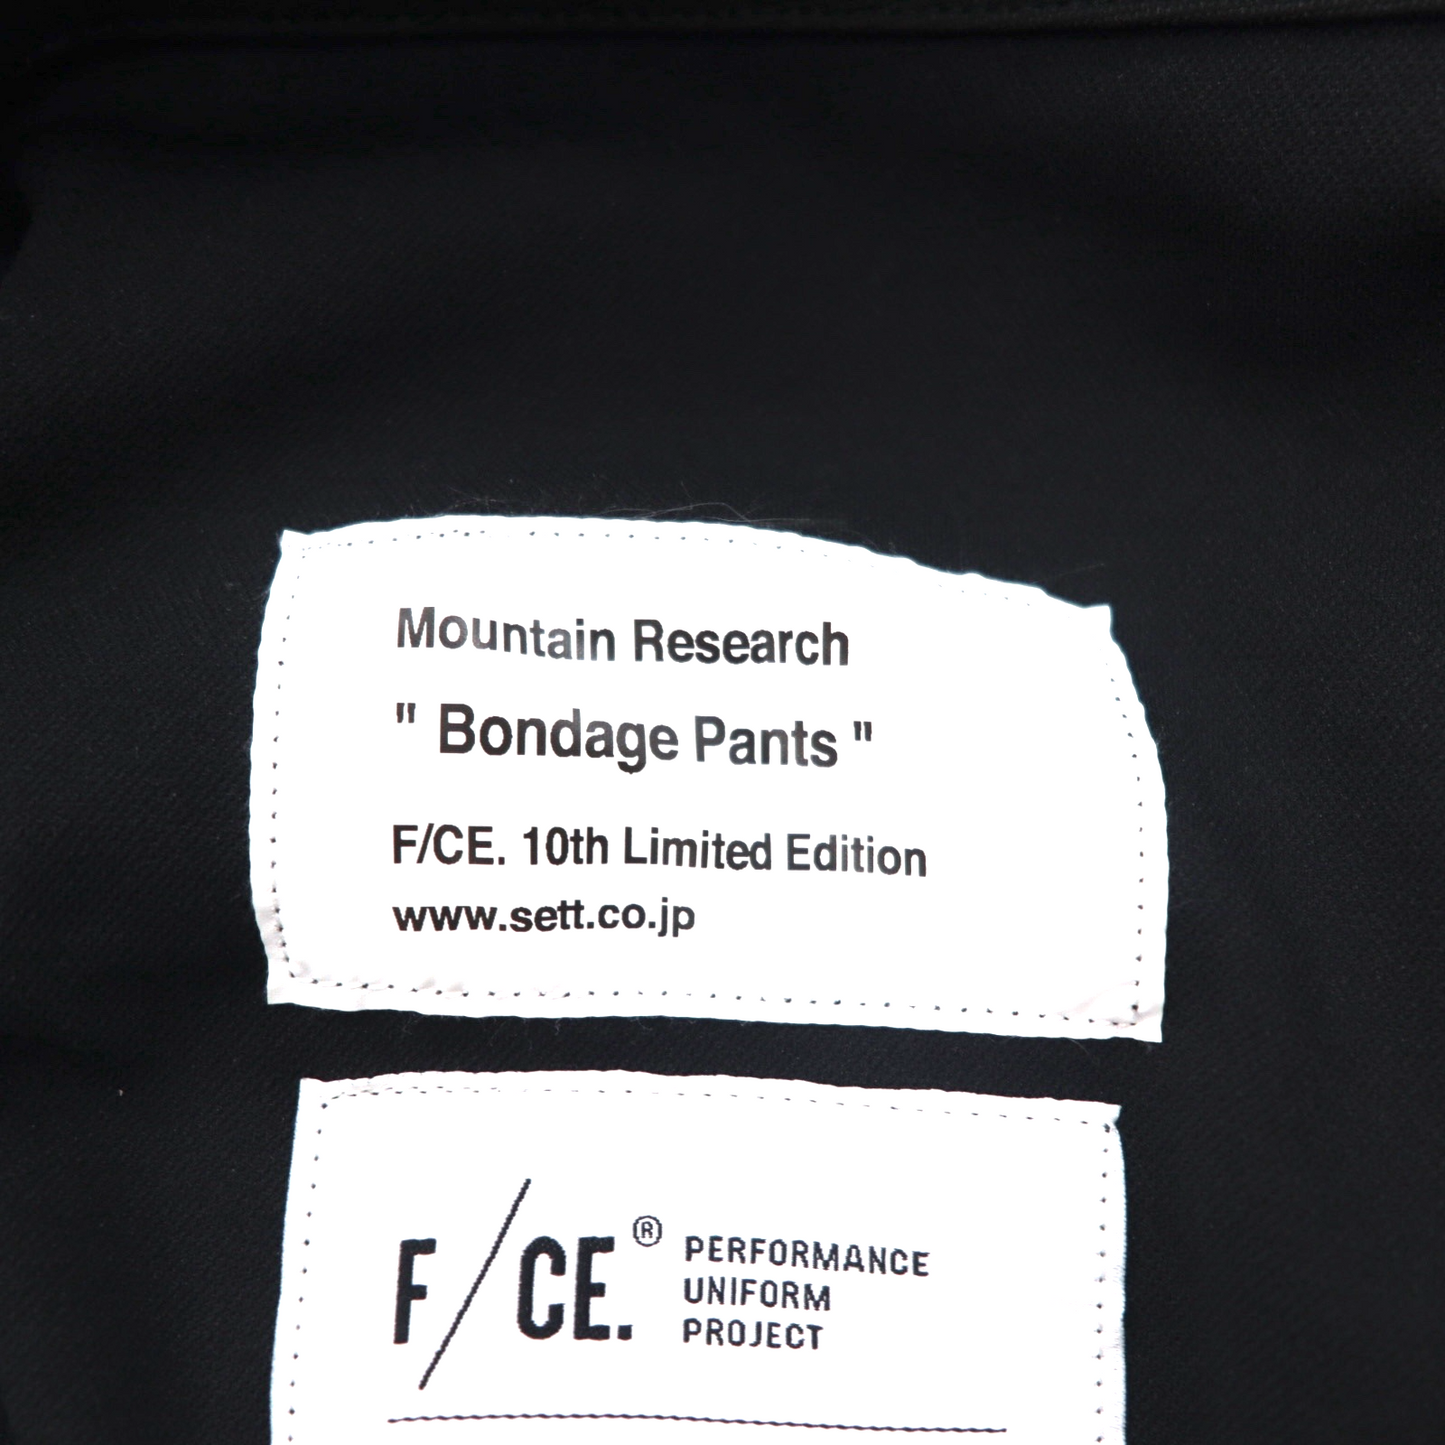 Mountain Research
" Bondage Pants "
F/CE. 10th Limited Edition
www.sett.co.jp
F/CE.® PERFORMANCE
UNIFORM
PROJECT